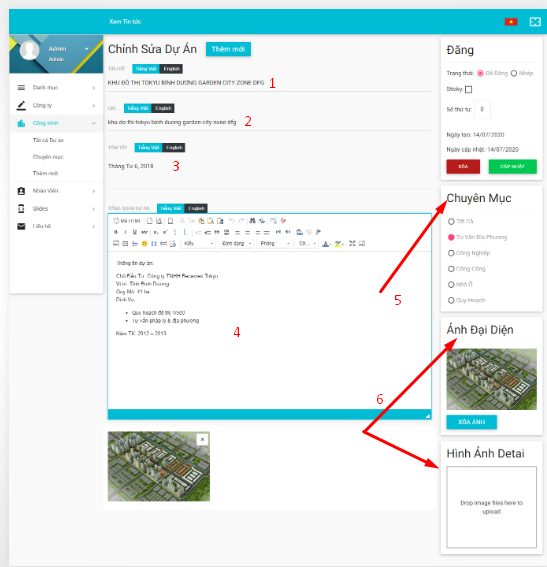 Xem Tin tức
Admin
Admin
Danh mục
Công ty
Công trình
Tất cả Dự án
Chuyên mục
Thêm mới
Nhân Viên
Slides
Liên hệ
Chỉnh Sửa Dự Án
Thêm mới
TIÊU ĐỀ Tiếng Việt English
KHU ĐÔ THỊ TOKYU BÌNH DƯƠNG GARDEN CITY ZONE DFG
1
URL Tiếng Việt English
khu-do-thi-tokyu-binh-duong-garden-city-zone-dfg
2
TÓM TẮT Tiếng Việt English
Tháng Tư 6, 2018
3
TỔNG QUAN DỰ ÁN Tiếng Việt English
Mã HTML
Kiểu Định dạng Phông Cỡ ...
Thông tin dự án:
Chủ Đầu Tư: Công ty TNHH Becamex Tokyu
Vị trí: Tỉnh Bình Dương
Quy Mô: 41 ha
Dịch Vụ:
Quy hoạch đô thị 1/500
Tư vấn pháp lý & địa phương
Năm TK: 2012 – 2013
4
Đăng
Trạng thái: Đã Đăng Nháp
Sticky:
Số thứ tự: 0
Ngày tạo: 14/07/2020
Ngày cập nhật: 14/07/2020
XÓA CẬP NHẬT
Chuyên Mục
Tất Cả
Tư Vấn Địa Phương
Công Nghiệp
Công Cộng
Nhà Ở
Quy Hoạch
5
Ảnh Đại Diện
XÓA ẢNH
6
Hình Ảnh Detai
Drop image files here to
upload